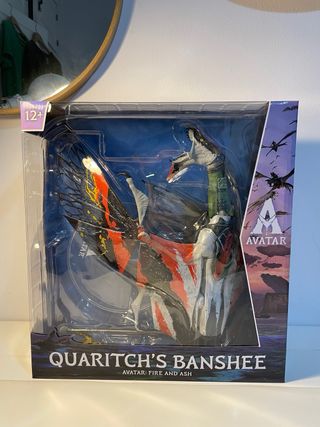 12+
AVATAR
QUARITCH'S BANSHEE
AVATAR: FIRE AND ASH